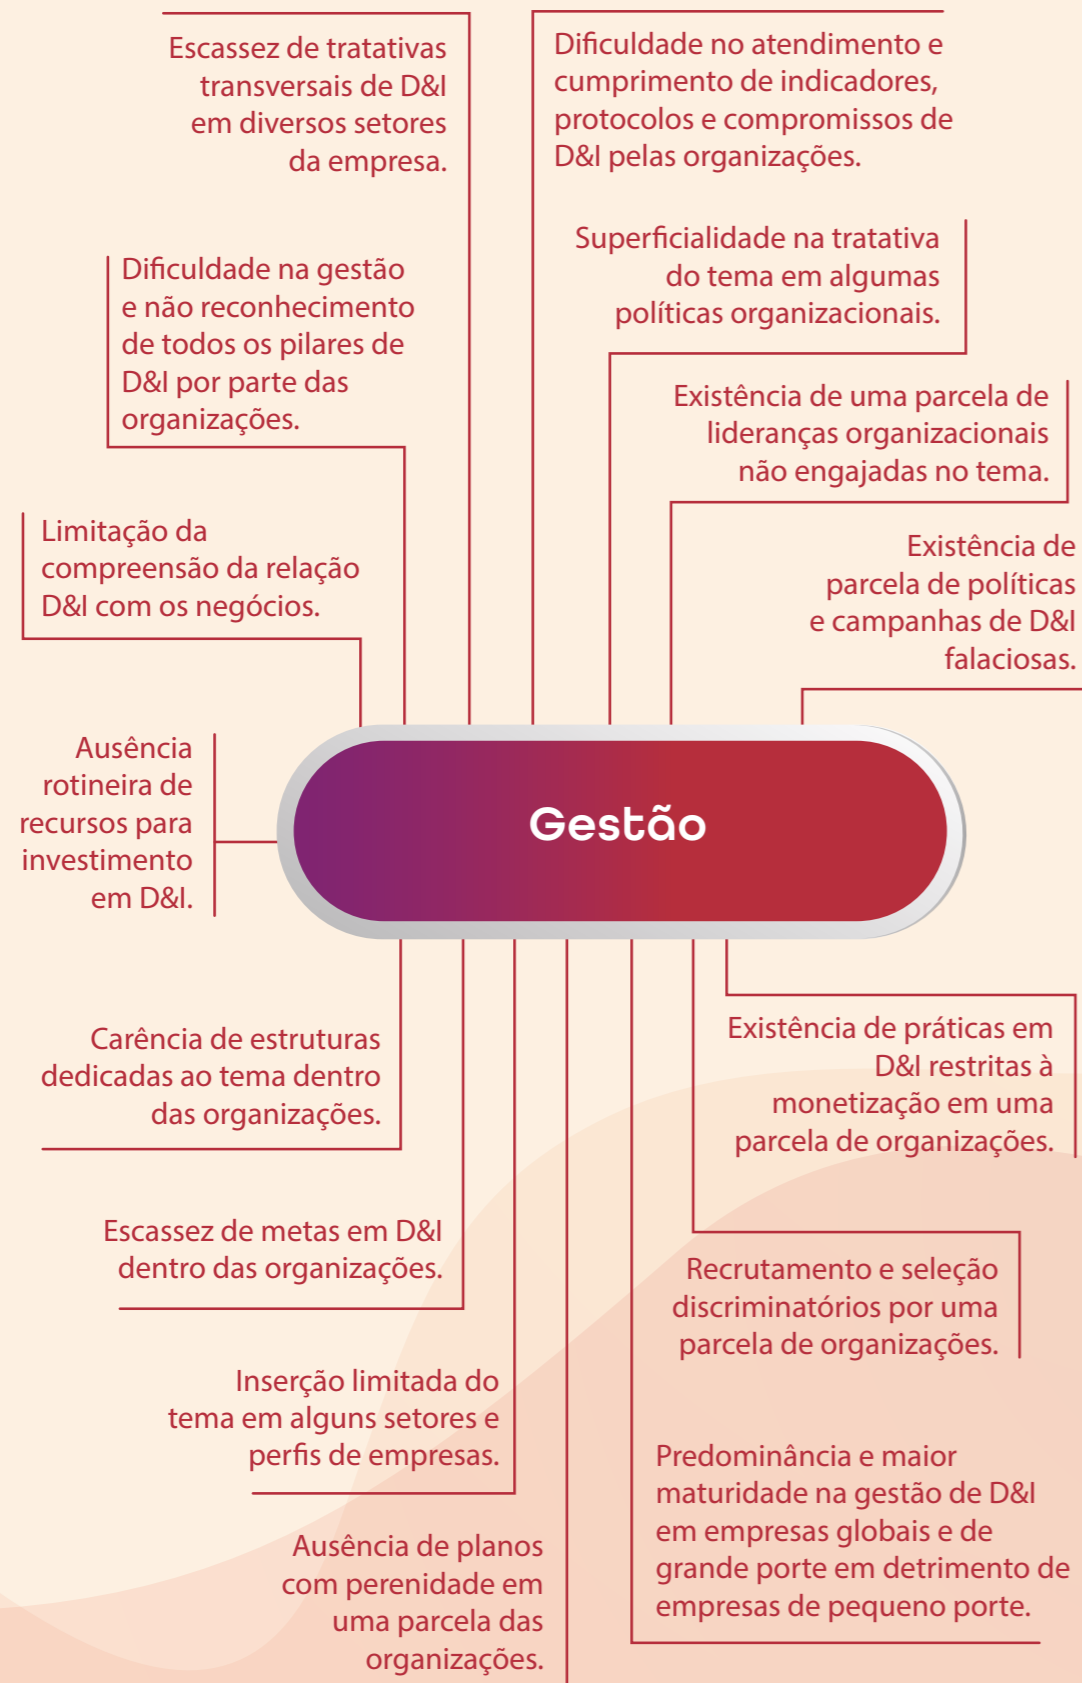 Escassez de tratativas
transversais de D&I
em diversos setores
da empresa.
Dificuldade no atendimento e
cumprimento de indicadores,
protocolos e compromissos de
D&I pelas organizações.
Superficialidade na tratativa
do tema em algumas
políticas organizacionais.
Dificuldade na gestão
e não reconhecimento
de todos os pilares de
D&I por parte das
organizações.
Existência de uma parcela de
lideranças organizacionais
não engajadas no tema.
Limitação da
compreensão da relação
D&I com os negócios.
Existência de
parcela de políticas
e campanhas de D&I
falaciosas.
Ausência
rotineira de
recursos para
investimento
em D&I.
Gestão
Carência de estruturas
dedicadas ao tema dentro
das organizações.
Existência de práticas em
D&I restritas à
monetização em uma
parcela de organizações.
Escassez de metas em D&I
dentro das organizações.
Recrutamento e seleção
discriminatórios por uma
parcela de organizações.
Inserção limitada do
tema em alguns setores e
perfis de empresas.
Predominância e maior
maturidade na gestão de D&I
em empresas globais e de
grande porte em detrimento de
empresas de pequeno porte.
Ausência de planos
com perenidade em
uma parcela das
organizações.